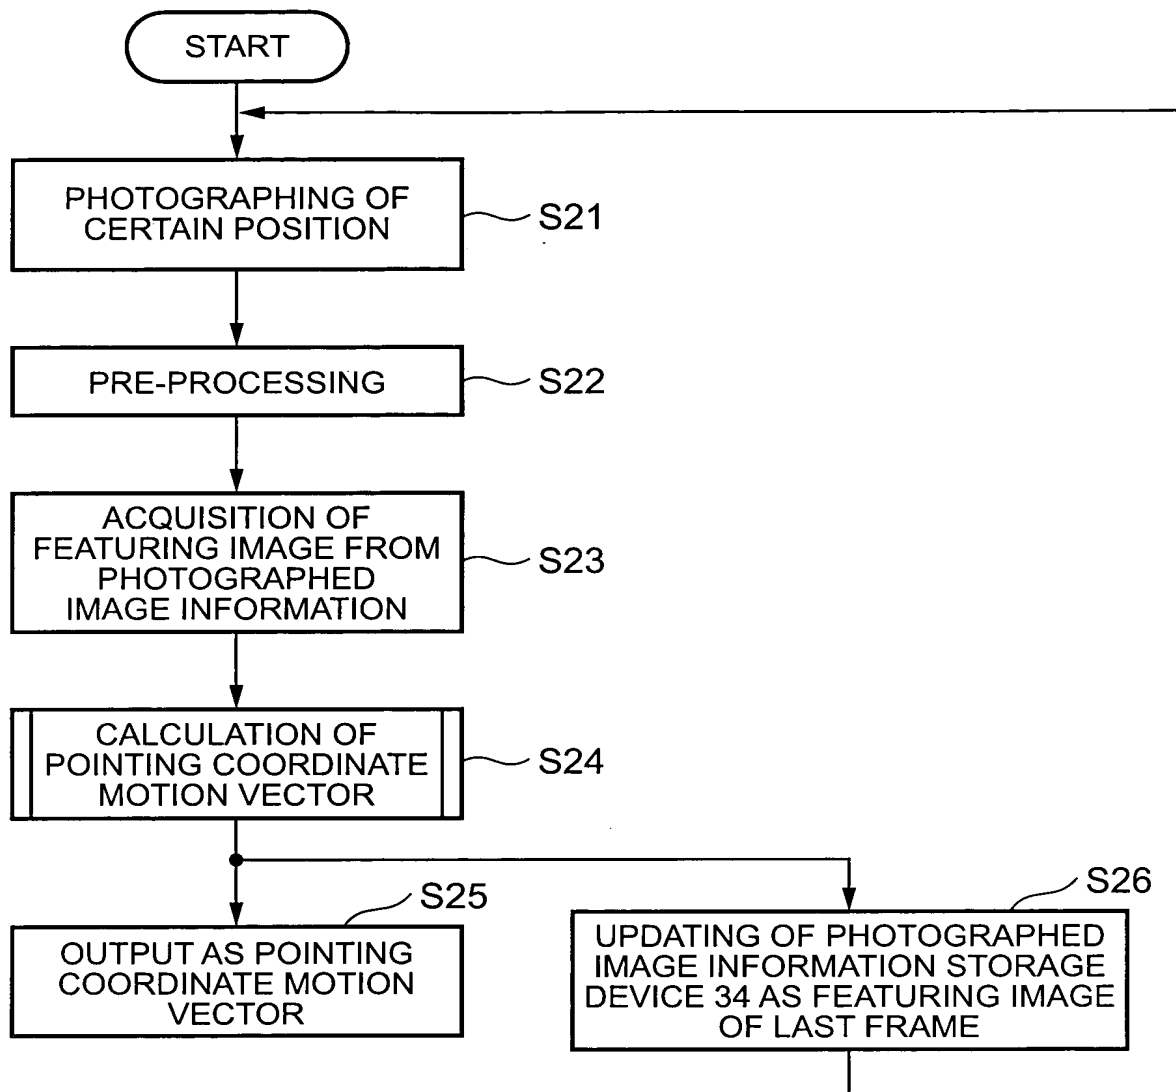 START
PHOTOGRAPHING OF
CERTAIN POSITION
S21
PRE-PROCESSING
S22
ACQUISITION OF
FEATURING IMAGE FROM
PHOTOGRAPHED
IMAGE INFORMATION
S23
CALCULATION OF
POINTING COORDINATE
MOTION VECTOR
S24
S25
OUTPUT AS POINTING
COORDINATE MOTION
VECTOR
S26
UPDATING OF PHOTOGRAPHED
IMAGE INFORMATION STORAGE
DEVICE 34 AS FEATURING IMAGE
OF LAST FRAME